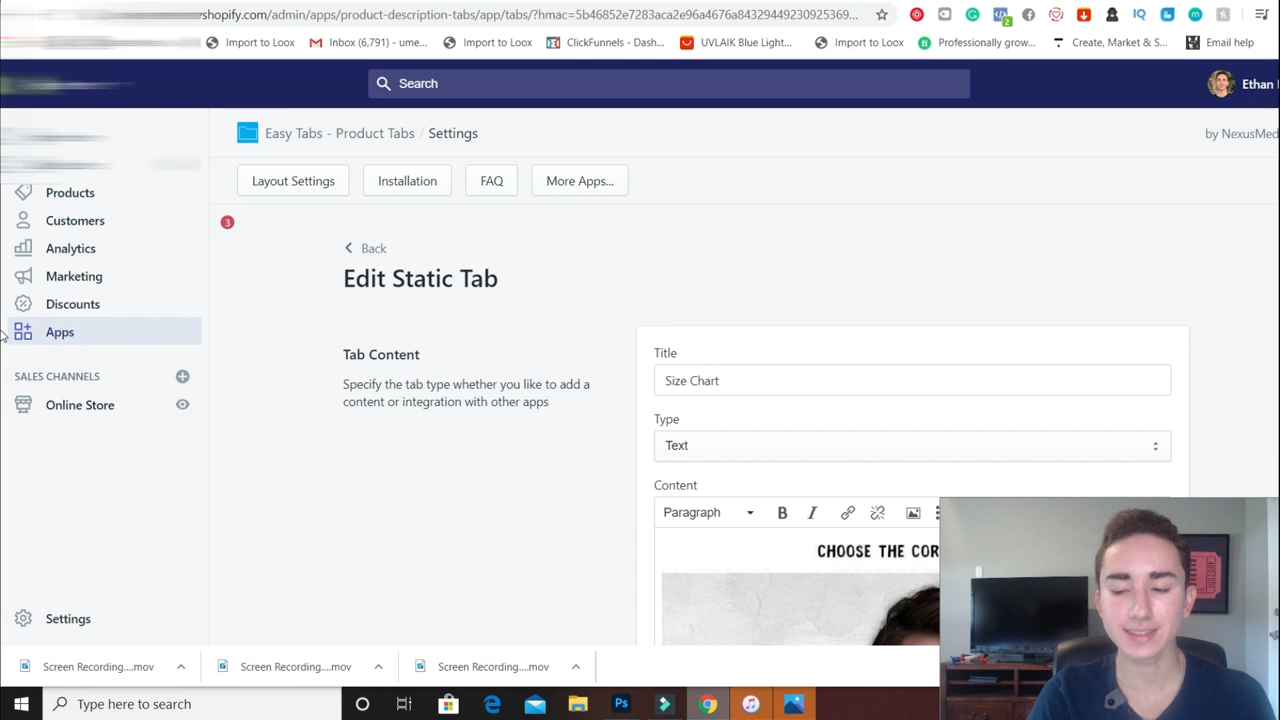 shopify.com/admin/apps/product-description-tabs/app/tabs/?hmac=5b46852e7283aca2e96a4676a84329449230925369...
2
IQ
Import to Loox
Inbox (6,791) - ume...
Import to Loox
ClickFunnels - Dash...
UVLAIK Blue Light...
Import to Loox
Professionally grow...
Create, Market & S...
Email help
Search
Ethan
Easy Tabs - Product Tabs / Settings
by NexusMed
Layout Settings
Installation
FAQ
More Apps...
3
Products
Customers
Analytics
Marketing
Discounts
Apps
SALES CHANNELS
Online Store
Settings
Back
Edit Static Tab
Tab Content
Specify the tab type whether you like to add a
content or integration with other apps
Title
Size Chart
Type
Text
Content
Paragraph
B
I
CHOOSE THE COR
Screen Recording....mov
Screen Recording....mov
Screen Recording....mov
Type here to search
Ps